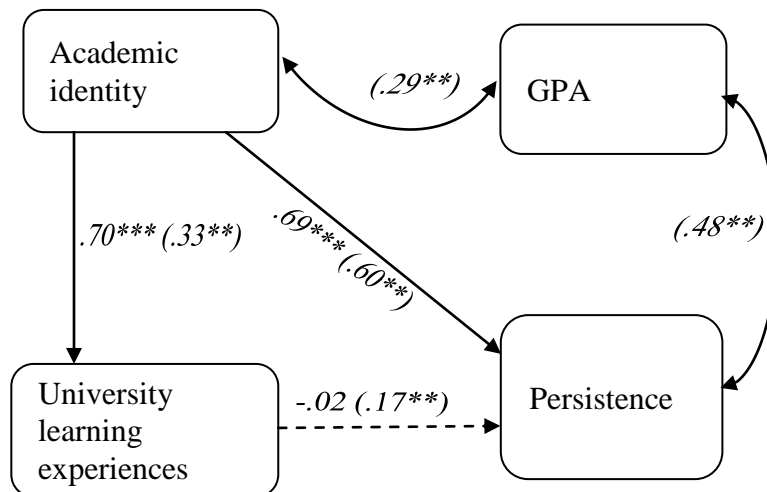 Academic
identity
(.29**)
GPA
.70*** (.33**)
.69*** (.60**)
(.48**)
University
learning
experiences
-.02 (.17**)
Persistence